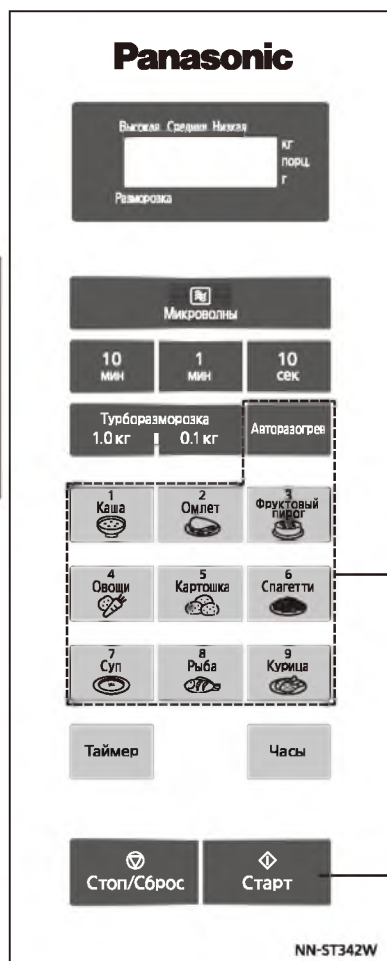 Panasonic
Высокая Средняя Низкая
кг
порц.
г
Разморозка
Микроволны
10 мин
1 мин
10 сек
Турборазморозка
1.0 кг 0.1 кг
Авторазогрев
1 Каша
2 Омлет
3 Фруктовый пирог
4 Овощи
5 Картошка
6 Спагетти
7 Суп
8 Рыба
9 Курица
Таймер
Часы
Стоп/Сброс
Старт
NN-ST342W